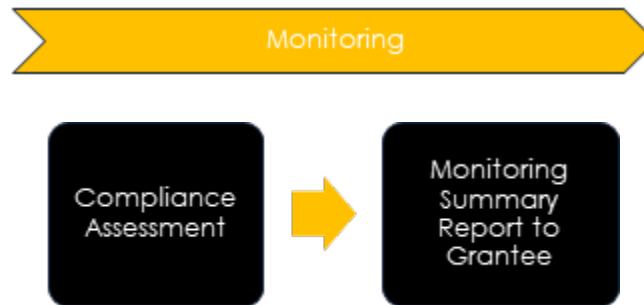 Monitoring
Compliance
Assessment
Monitoring
Summary
Report to
Grantee